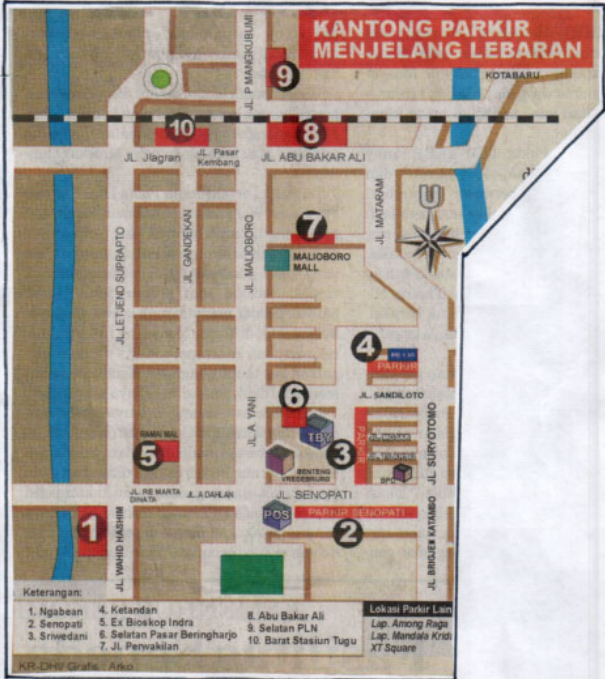 KANTONG PARKIR
MENJELANG LEBARAN
KOTABARU
JL. P MANGKUBUMI
9
10
8
JL. Jlagran
JL. Pasar
Kembang
JL. ABU BAKAR ALI
U
JL. MATARAM
7
JL. GANDEKAN
JL. MALIOBORO
JL.LETJEND SUPRAPTO
MALIOBORO
MALL
4
PARKIR
JL. SANDILOTO
6
TBY
JL. A. YANI
3
PARKIR
JL. SURYOTOMO
RAMAI MAL
5
BENTENG
VREDEBRURG
JL. RE MARTA
DINATA
JL. A DAHLAN
JL. SENOPATI
POS
PARKIR SENOPATI
2
1
JL. WAHID HASHIM
JL. BRIGJEN KATAMBO
Keterangan:
1. Ngabean
2. Senopati
3. Sriwedani
4. Ketandan
5. Ex Bioskop Indra
6. Selatan Pasar Beringharjo
7. Jl. Perwakilan
8. Abu Bakar Ali
9. Selatan PLN
10. Barat Stasiun Tugu
Lokasi Parkir Lain
Lap. Among Raga
Lap. Mandala Krida
XT Square
KR-DHI/ Grafis : Arko